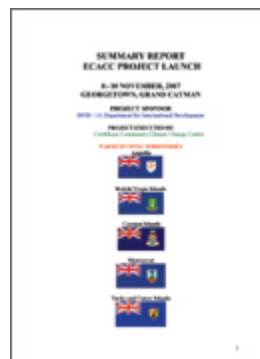 SUMMARY REPORT
ECACC PROJECT LAUNCH
8–10 NOVEMBER, 2007
GEORGETOWN, GRAND CAYMAN
PROJECT SPONSOR
DFID – U.K. Department for International Development
PROJECT EXECUTED BY
Caribbean Community Climate Change Centre
PARTICIPATING TERRITORIES
Anguilla
British Virgin Islands
Cayman Islands
Montserrat
Turks and Caicos Islands